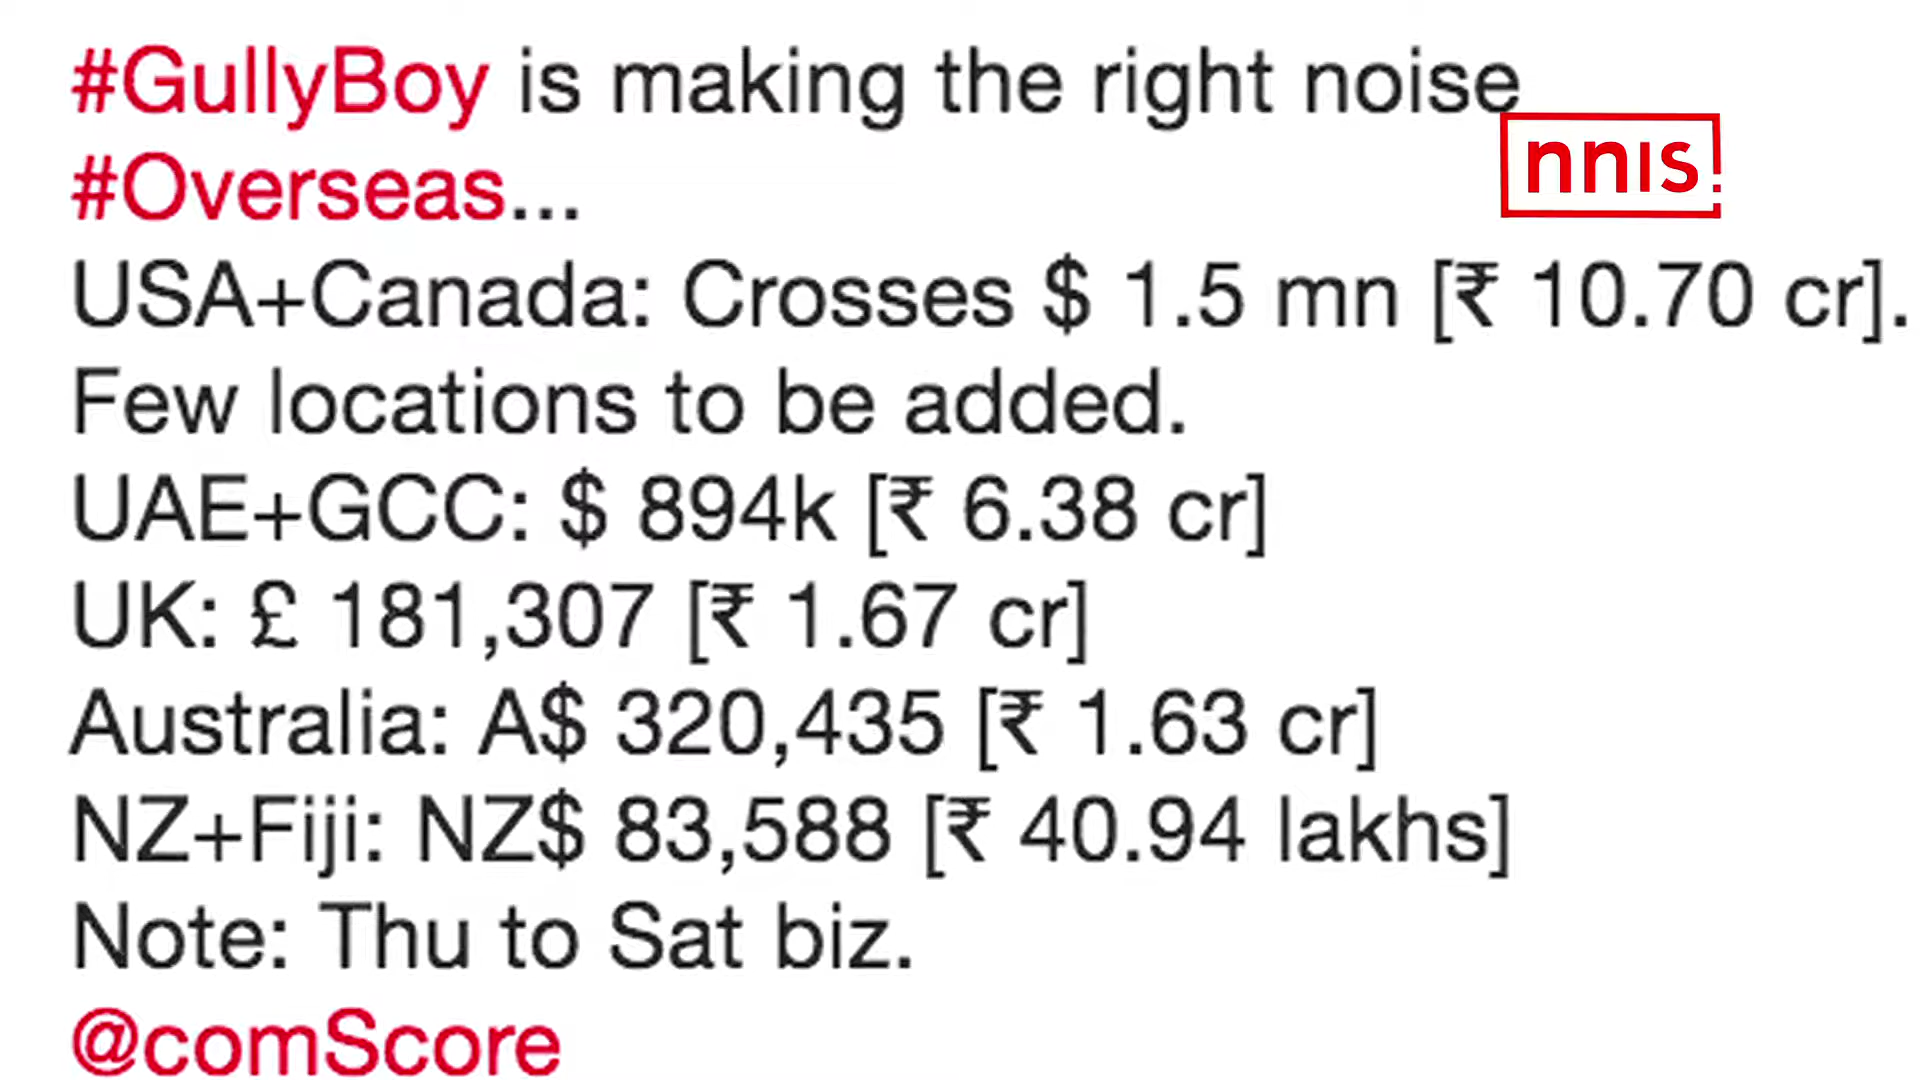 #GullyBoy is making the right noise
nnis!
#Overseas...
USA+Canada: Crosses $ 1.5 mn [₹ 10.70 cr].
Few locations to be added.
UAE+GCC: $ 894k [₹ 6.38 cr]
UK: £ 181,307 [₹ 1.67 cr]
Australia: A$ 320,435 [₹ 1.63 cr]
NZ+Fiji: NZ$ 83,588 [₹ 40.94 lakhs]
Note: Thu to Sat biz.
@comScore